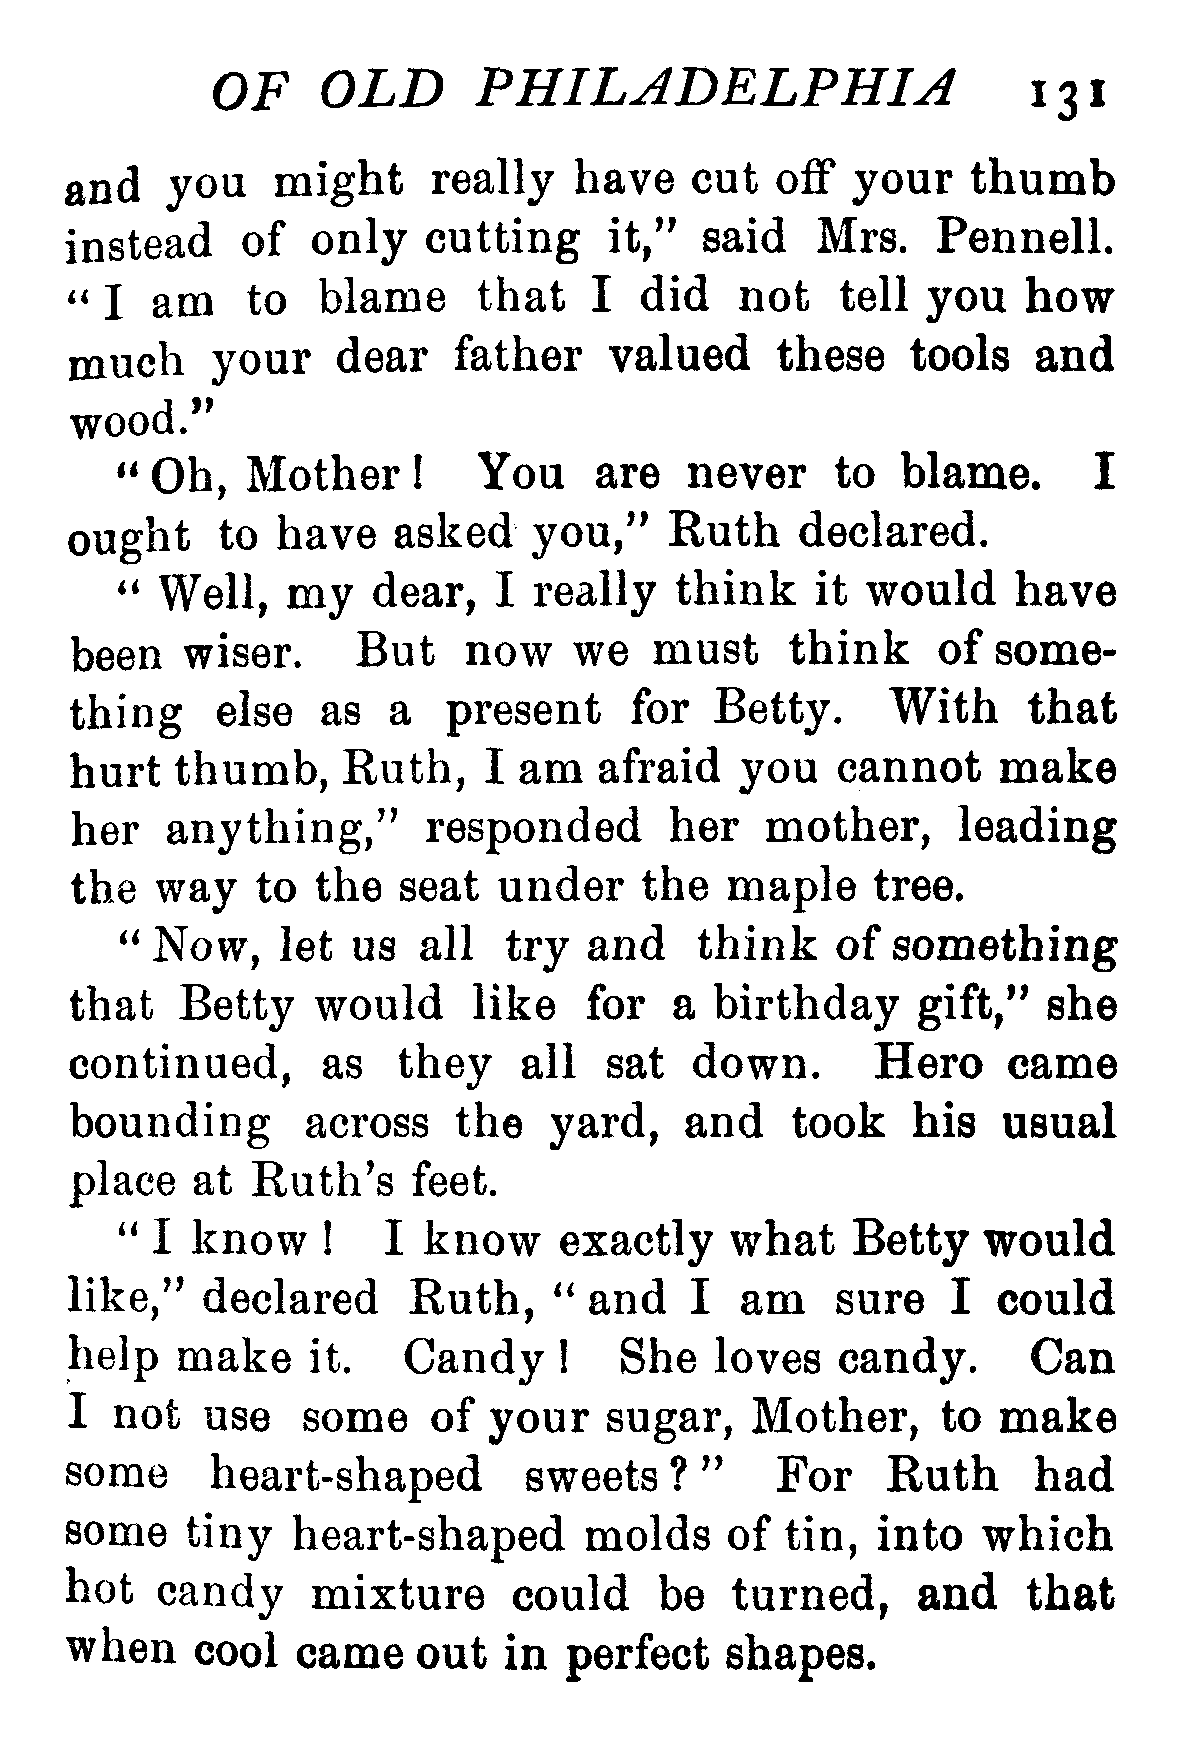 OF OLD PHILADELPHIA 131
and you might really have cut off your thumb
instead of only cutting it,” said Mrs. Pennell.
“ I am to blame that I did not tell you how
much your dear father valued these tools and
wood.”
“ Oh, Mother ! You are never to blame. I
ought to have asked you,” Ruth declared.
“ Well, my dear, I really think it would have
been wiser. But now we must think of some-
thing else as a present for Betty. With that
hurt thumb, Ruth, I am afraid you cannot make
her anything,” responded her mother, leading
the way to the seat under the maple tree.
“ Now, let us all try and think of something
that Betty would like for a birthday gift,” she
continued, as they all sat down. Hero came
bounding across the yard, and took his usual
place at Ruth’s feet.
“ I know ! I know exactly what Betty would
like,” declared Ruth, “ and I am sure I could
help make it. Candy ! She loves candy. Can
I not use some of your sugar, Mother, to make
some heart-shaped sweets ? ” For Ruth had
some tiny heart-shaped molds of tin, into which
hot candy mixture could be turned, and that
when cool came out in perfect shapes.